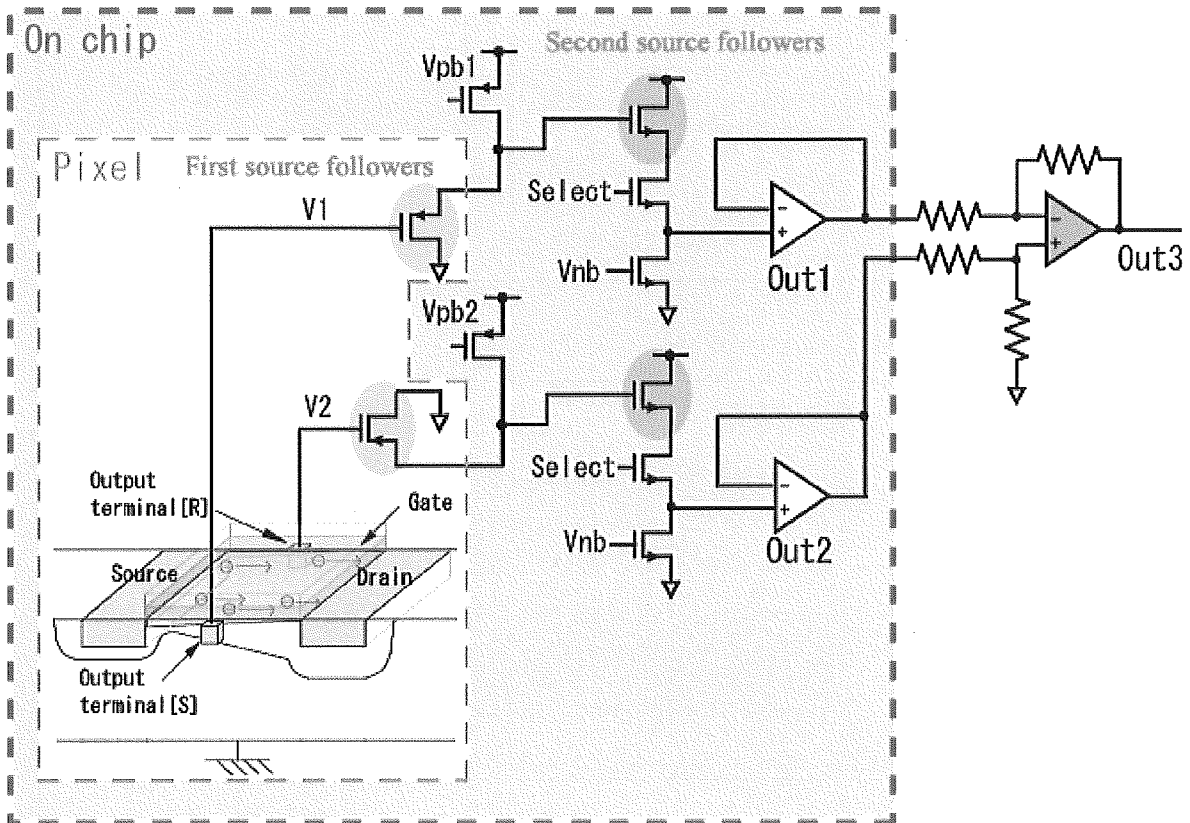 On chip
Second source followers
Vpb1
Pixel
First source followers
V1
Select
Vnb
-
+
Out1
-
+
Out3
Vpb2
V2
Select
Vnb
-
+
Out2
Output
terminal[R]
Gate
Source
Drain
Output
terminal[S]